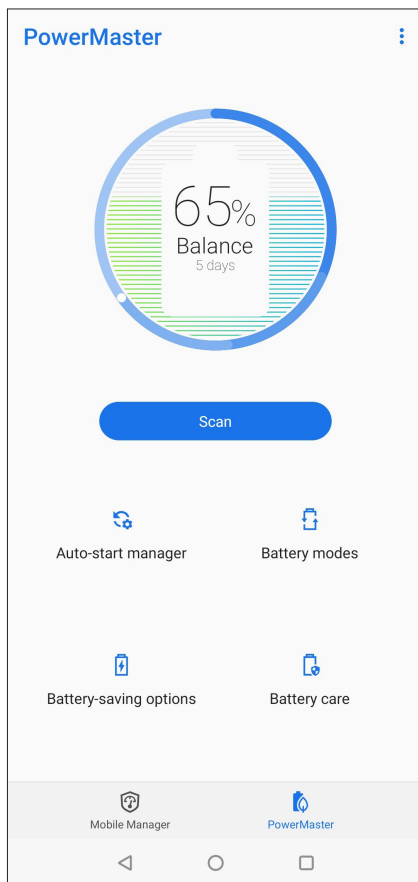 PowerMaster
65%
Balance
5 days
Scan
Auto-start manager
Battery modes
Battery-saving options
Battery care
Mobile Manager
PowerMaster